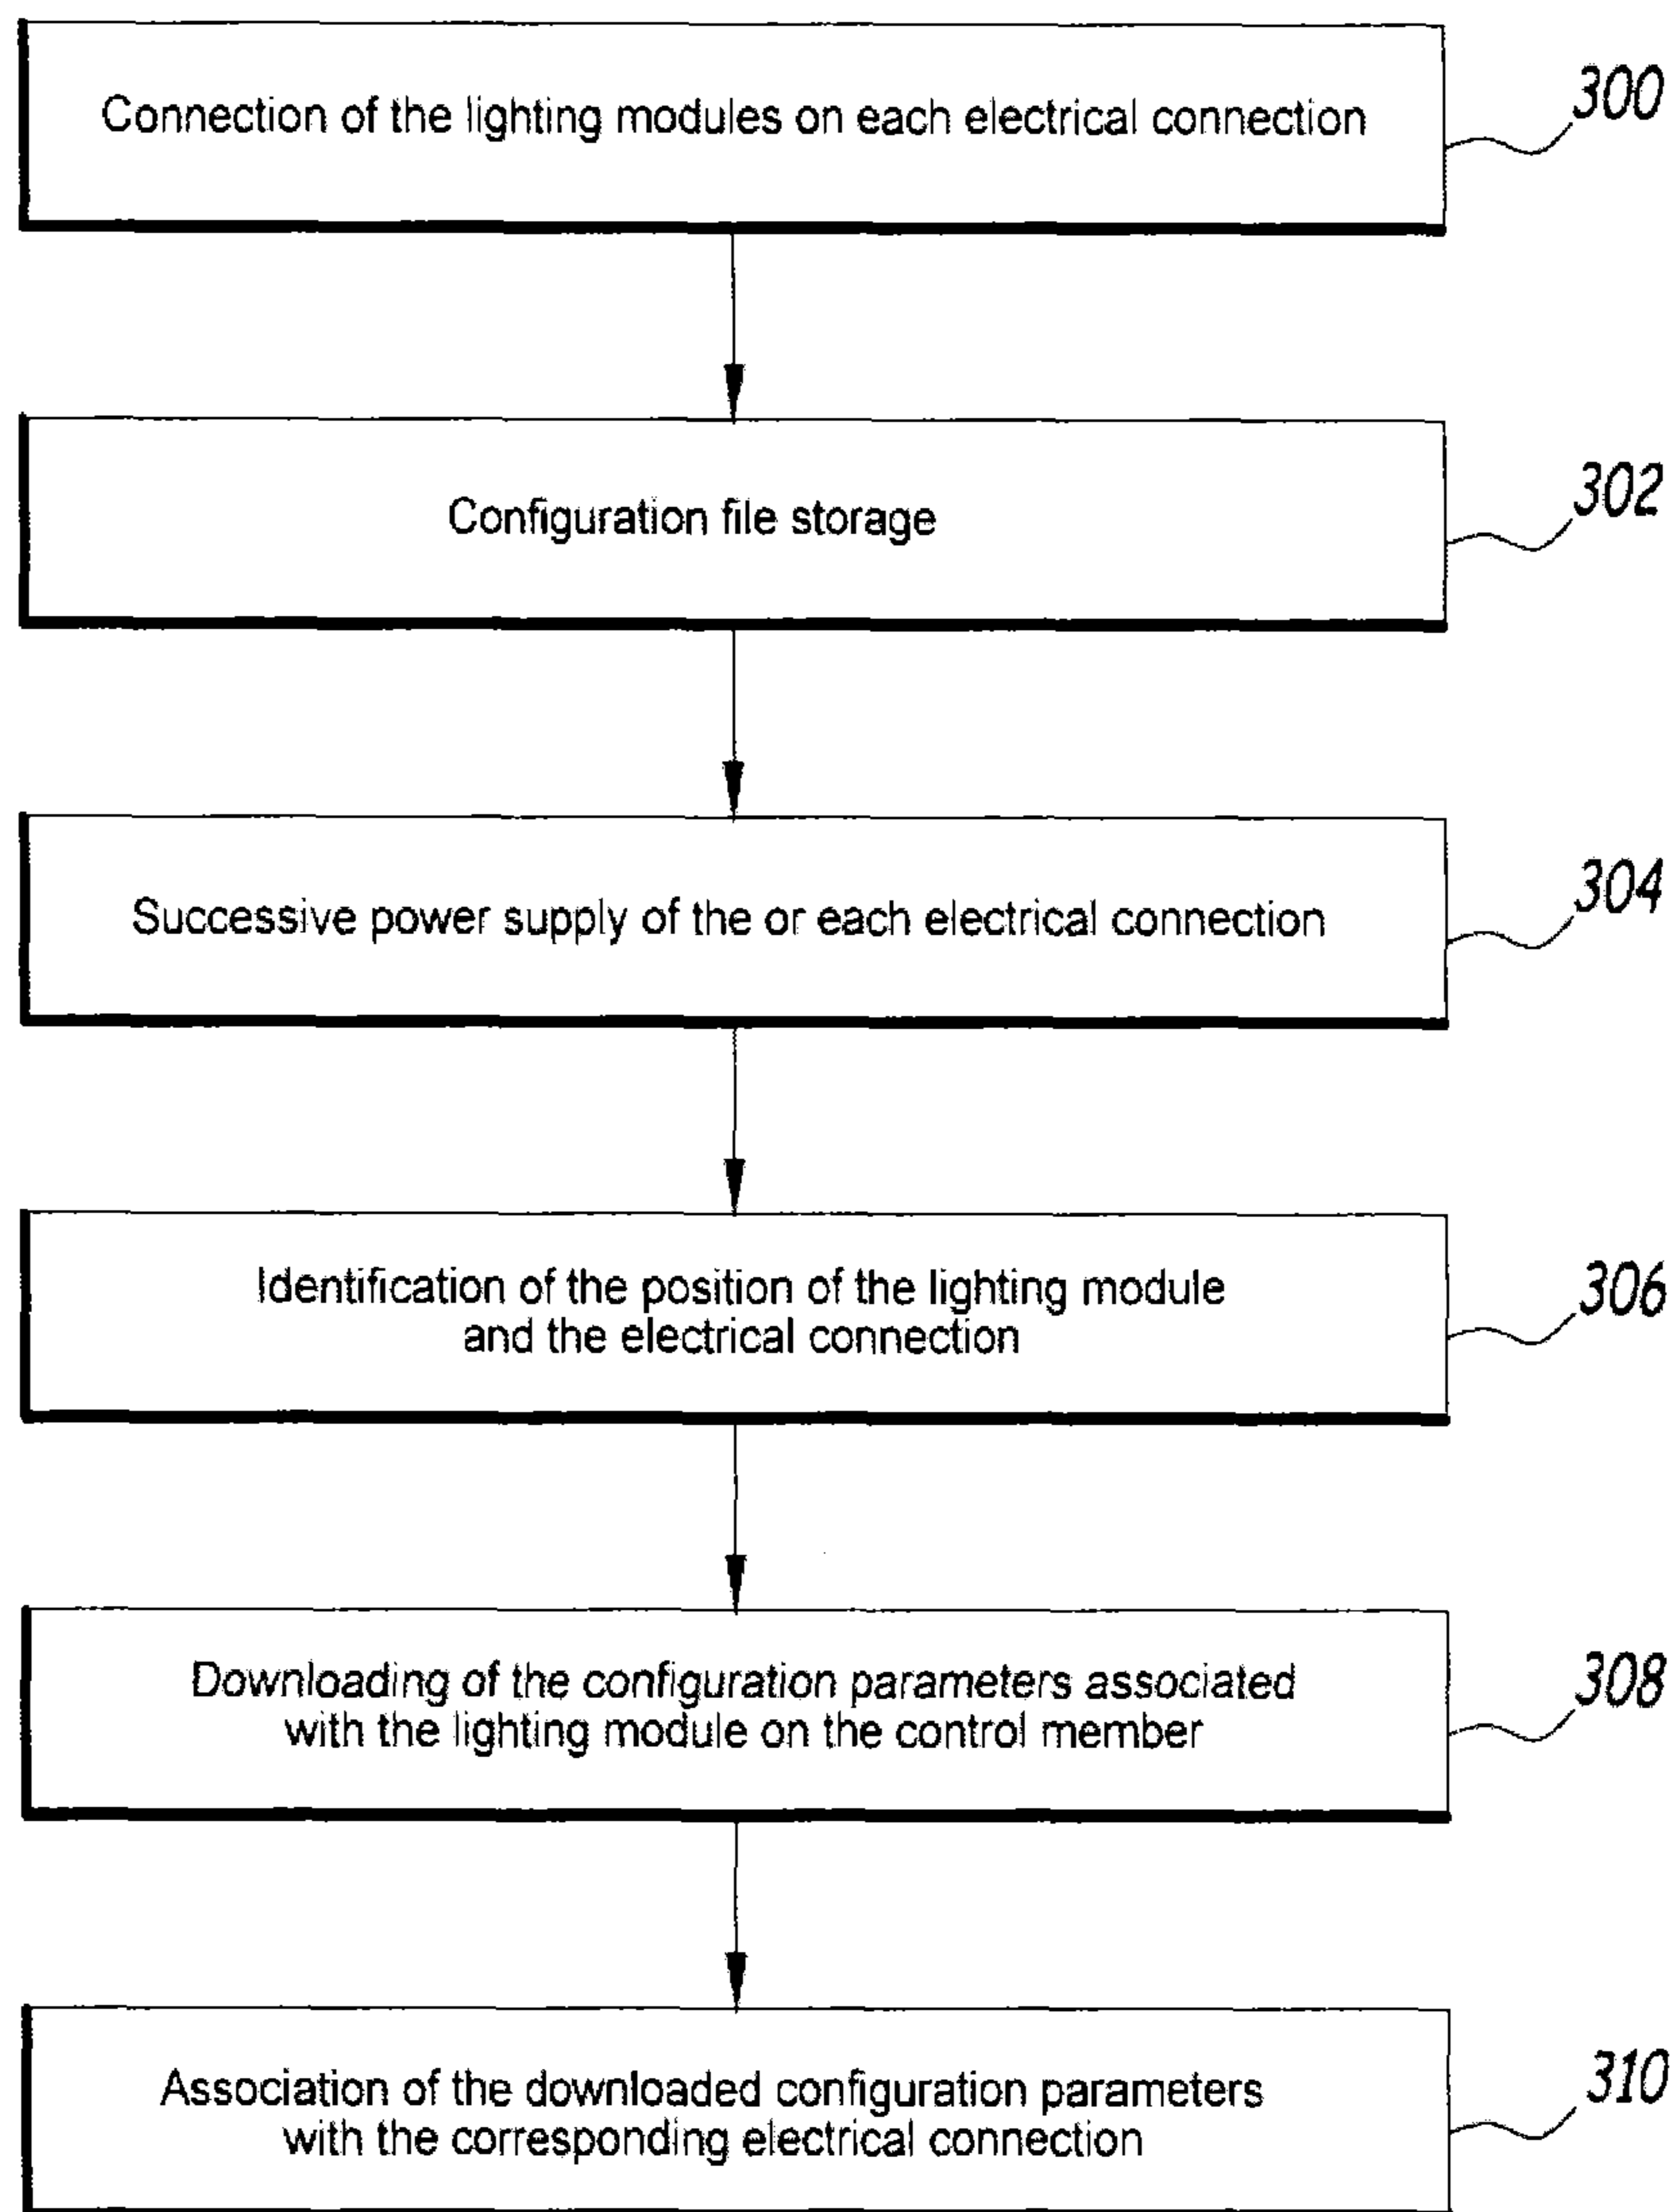 Connection of the lighting modules on each electrical connection
300
Configuration file storage
302
Successive power supply of the or each electrical connection
304
Identification of the position of the lighting module
and the electrical connection
306
Downloading of the configuration parameters associated
with the lighting module on the control member
308
Association of the downloaded configuration parameters
with the corresponding electrical connection
310